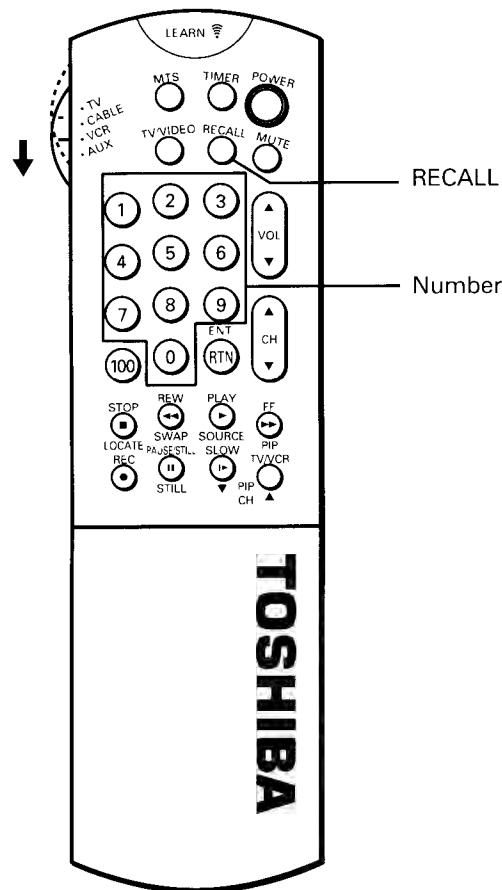 LEARN
MTS TIMER POWER
• TV
• CABLE
• VCR
• AUX
TV/VIDEO RECALL MUTE
RECALL
1 2 3
▲ VOL ▼
4 5 6
Number
7 8 9
▲ CH ▼
ENT
100 0 RTN
STOP REW PLAY FF
■ ◄◄ ► ►►
LOCATE SWAP SOURCE PIP
REC PAUSE/STILL SLOW TV/VCR
● II I►
STILL ▼ PIP CH ▲
TOSHIBA